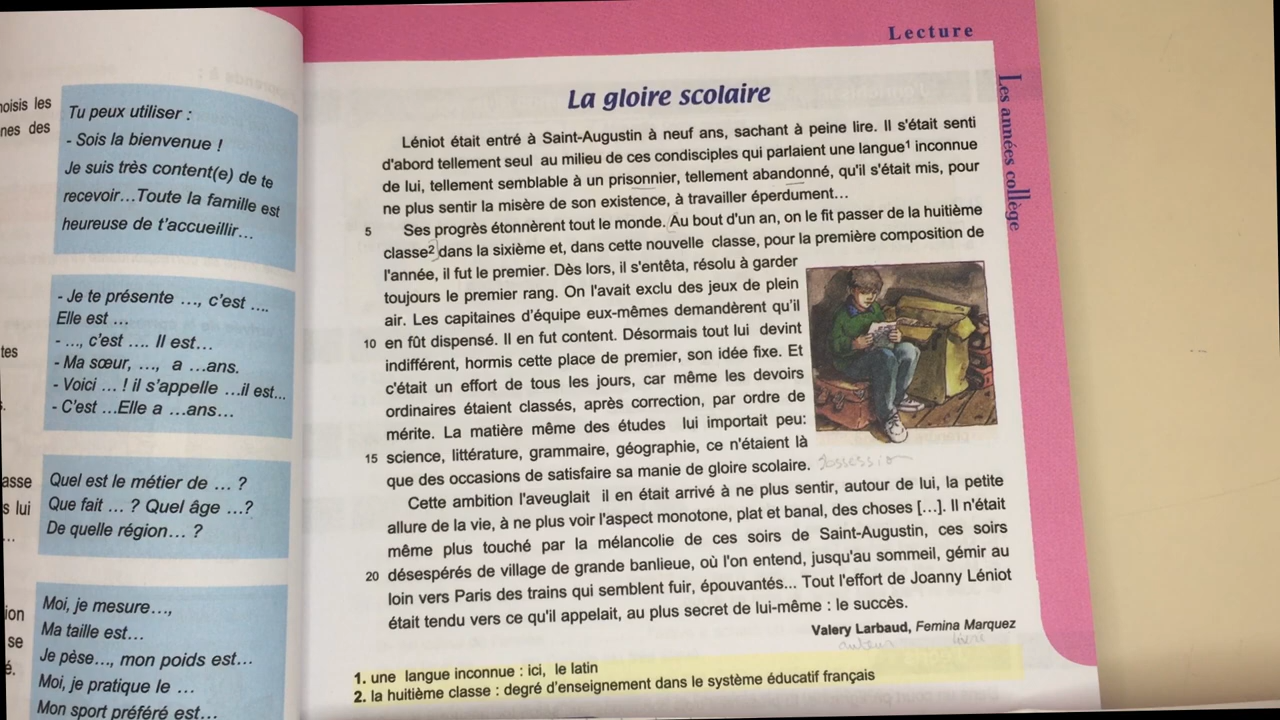 Lecture
Les années collège
noisis les
nes des
tes
s.
asse
s lui
...
ion
se
é.
Tu peux utiliser :
- Sois la bienvenue !
Je suis très content(e) de te
recevoir...Toute la famille est
heureuse de t'accueillir...
- Je te présente ..., c'est ....
Elle est ...
- ..., c'est .... Il est...
- Ma sœur, ..., a ...ans.
- Voici ... ! il s'appelle ...il est...
- C'est ...Elle a ...ans...
Quel est le métier de ... ?
Que fait ... ? Quel âge ...?
De quelle région... ?
Moi, je mesure...,
Ma taille est...
Je pèse..., mon poids est...
Moi, je pratique le ...
Mon sport préféré est...
La gloire scolaire
Léniot était entré à Saint-Augustin à neuf ans, sachant à peine lire. Il s'était senti
d'abord tellement seul au milieu de ces condisciples qui parlaient une langue¹ inconnue
de lui, tellement semblable à un prisonnier, tellement abandonné, qu'il s'était mis, pour
ne plus sentir la misère de son existence, à travailler éperdument...
5 Ses progrès étonnèrent tout le monde. Au bout d'un an, on le fit passer de la huitième
classe² dans la sixième et, dans cette nouvelle classe, pour la première composition de
l'année, il fut le premier. Dès lors, il s'entêta, résolu à garder
toujours le premier rang. On l'avait exclu des jeux de plein
air. Les capitaines d'équipe eux-mêmes demandèrent qu'il
10 en fût dispensé. Il en fut content. Désormais tout lui devint
indifférent, hormis cette place de premier, son idée fixe. Et
c'était un effort de tous les jours, car même les devoirs
ordinaires étaient classés, après correction, par ordre de
mérite. La matière même des études lui importait peu:
15 science, littérature, grammaire, géographie, ce n'étaient là
que des occasions de satisfaire sa manie de gloire scolaire. obsession
Cette ambition l'aveuglait il en était arrivé à ne plus sentir, autour de lui, la petite
allure de la vie, à ne plus voir l'aspect monotone, plat et banal, des choses [...]. Il n'était
même plus touché par la mélancolie de ces soirs de Saint-Augustin, ces soirs
20 désespérés de village de grande banlieue, où l'on entend, jusqu'au sommeil, gémir au
loin vers Paris des trains qui semblent fuir, épouvantés... Tout l'effort de Joanny Léniot
était tendu vers ce qu'il appelait, au plus secret de lui-même : le succès.
Valery Larbaud, Femina Marquez
auteur livre
1. une langue inconnue : ici, le latin
2. la huitième classe : degré d'enseignement dans le système éducatif français